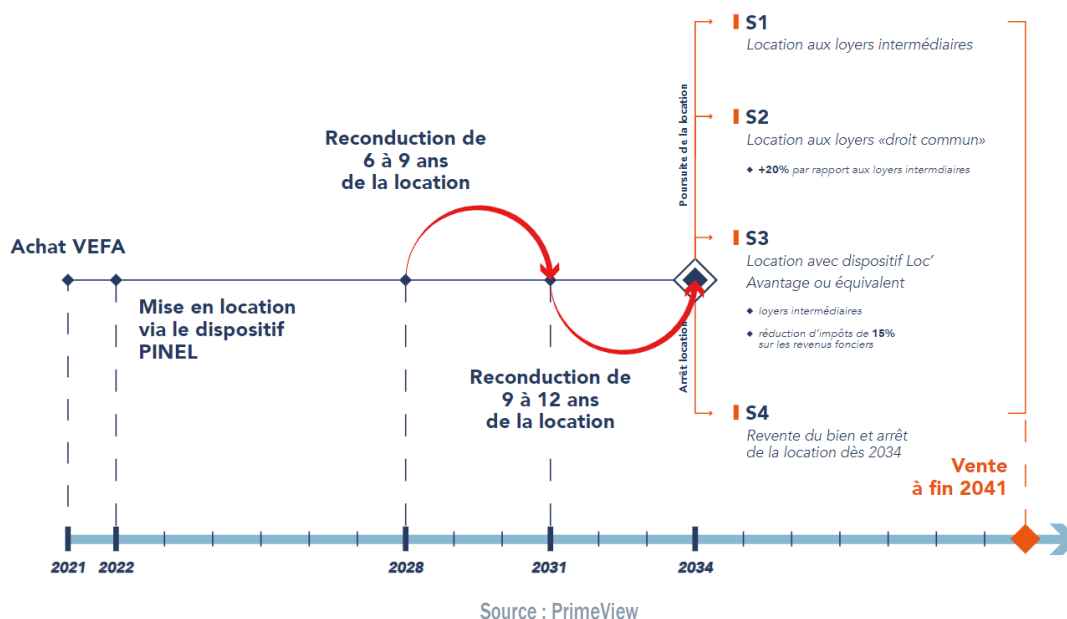 Achat VEFA
Mise en location
via le dispositif
PINEL
Reconduction de
6 à 9 ans
de la location
Reconduction de
9 à 12 ans
de la location
Poursuite de la location
Arrêt location
S1
Location aux loyers intermédiaires
S2
Location aux loyers «droit commun»
+20% par rapport aux loyers intermdiaires
S3
Location avec dispositif Loc'
Avantage ou équivalent
loyers intermédiaires
réduction d'impôts de 15%
sur les revenus fonciers
S4
Revente du bien et arrêt
de la location dès 2034
Vente
à fin 2041
2021
2022
2028
2031
2034
Source : PrimeView